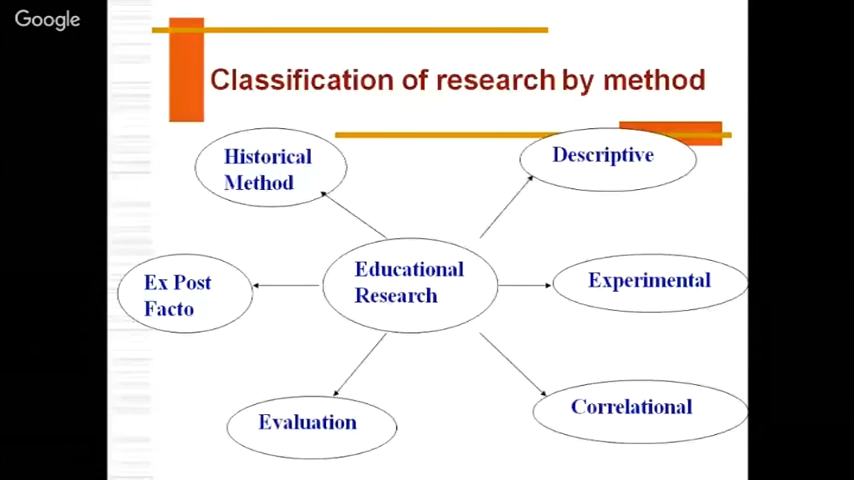 Google
Classification of research by method
Historical
Method
Descriptive
Educational
Research
Ex Post
Facto
Experimental
Evaluation
Correlational